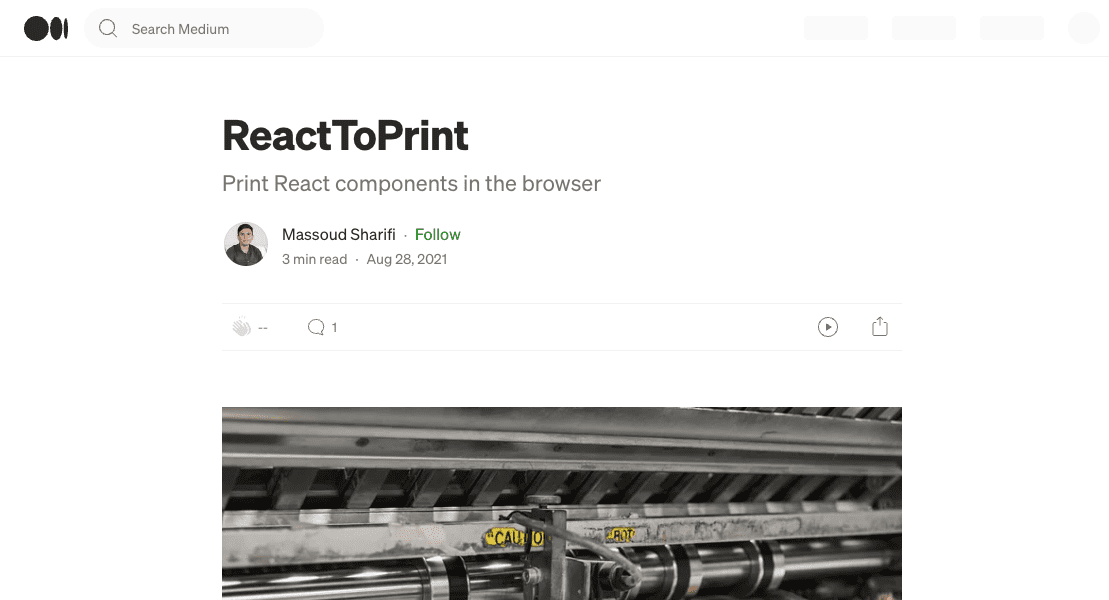 Search Medium
ReactToPrint
Print React components in the browser
Massoud Sharifi · Follow
3 min read · Aug 28, 2021
-- 1
"CAUTIO
HOT